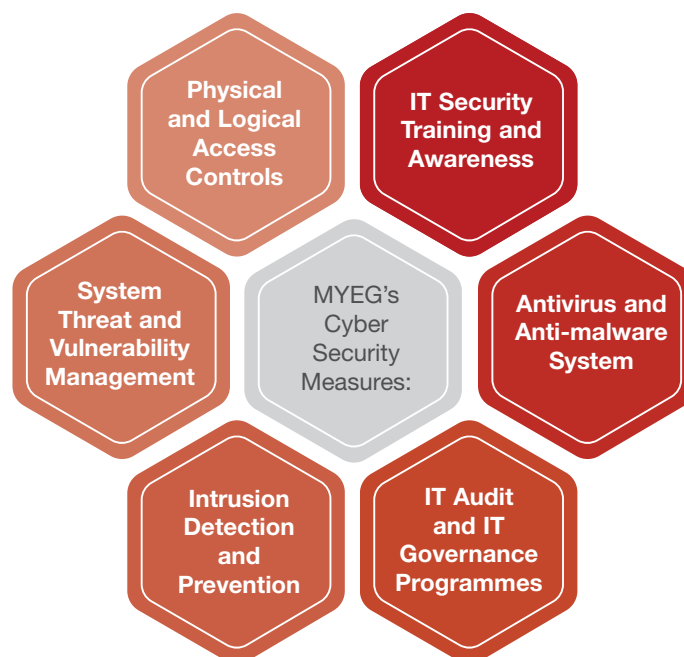 Physical
and Logical
Access
Controls
IT Security
Training and
Awareness
System
Threat and
Vulnerability
Management
MYEG's
Cyber
Security
Measures:
Antivirus and
Anti-malware
System
Intrusion
Detection
and
Prevention
IT Audit
and IT
Governance
Programmes